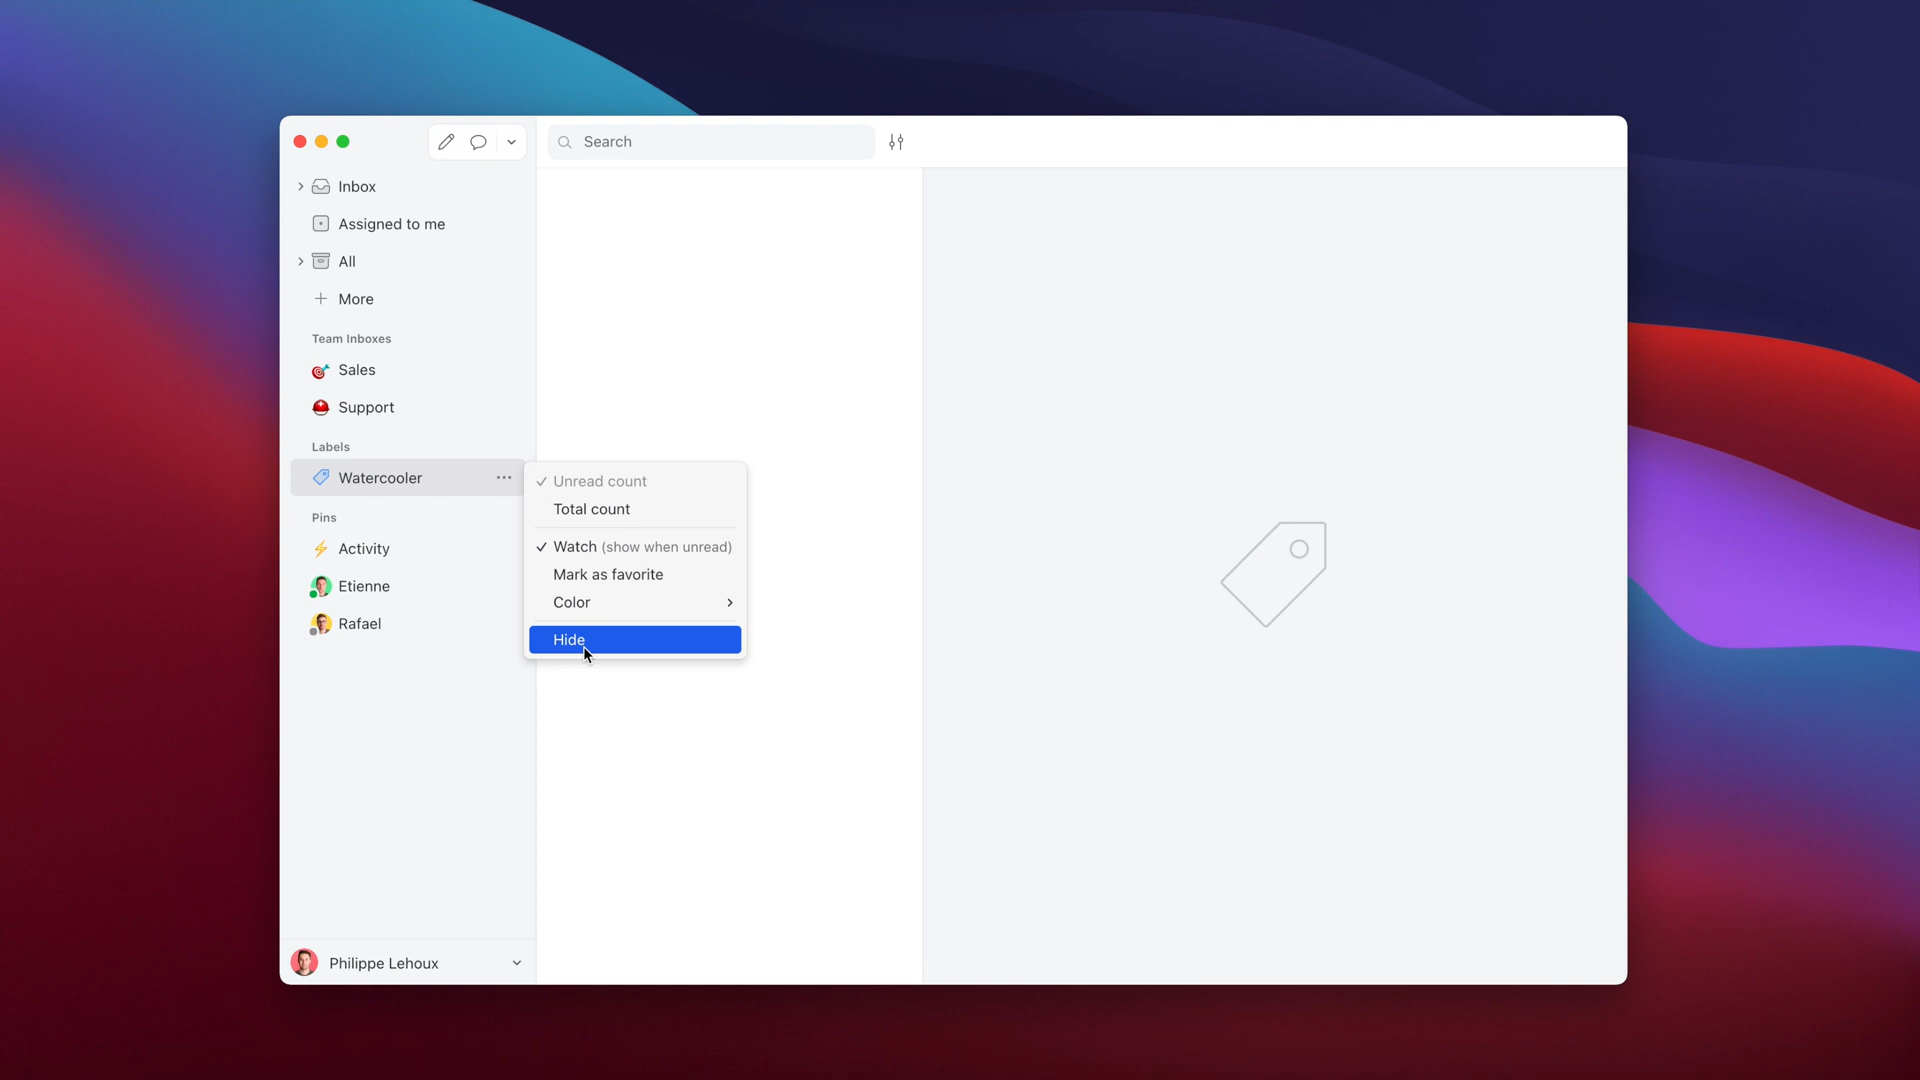 Search
Inbox
Assigned to me
All
More
Team Inboxes
Sales
Support
Labels
Watercooler
Pins
Activity
Etienne
Rafael
Unread count
Total count
Watch (show when unread)
Mark as favorite
Color
Hide
Philippe Lehoux